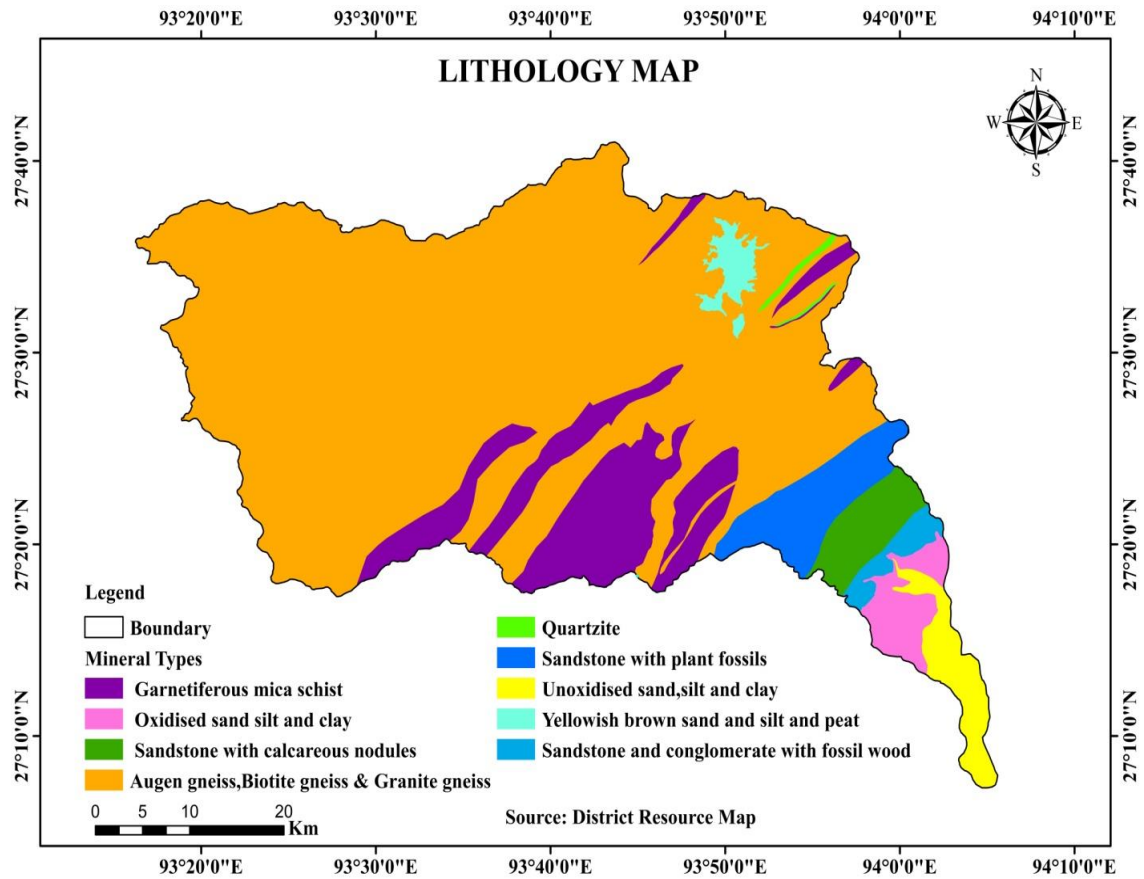 93°20'0"E 93°30'0"E 93°40'0"E 93°50'0"E 94°0'0"E 94°10'0"E
LITHOLOGY MAP
N
W E
S
27°40'0"N 27°40'0"N
27°30'0"N 27°30'0"N
27°20'0"N 27°20'0"N
27°10'0"N 27°10'0"N
Legend
Boundary
Mineral Types
Garnetiferous mica schist
Oxidised sand silt and clay
Sandstone with calcareous nodules
Augen gneiss,Biotite gneiss & Granite gneiss
Quartzite
Sandstone with plant fossils
Unoxidised sand,silt and clay
Yellowish brown sand and silt and peat
Sandstone and conglomerate with fossil wood
0 5 10 20
Km
Source: District Resource Map
93°20'0"E 93°30'0"E 93°40'0"E 93°50'0"E 94°0'0"E 94°10'0"E